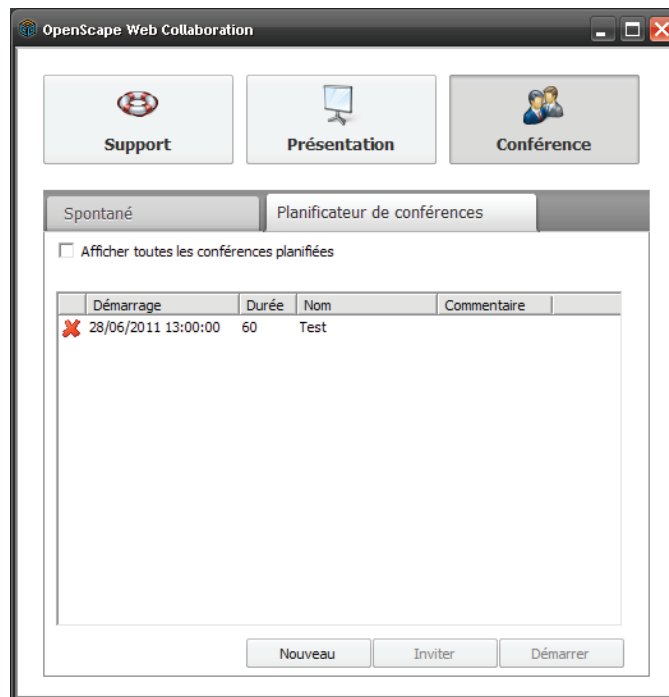 OpenScape Web Collaboration
Support Présentation Conférence
Spontané Planificateur de conférences
Afficher toutes les conférences planifiées
Démarrage Durée Nom Commentaire
28/06/2011 13:00:00 60 Test
Nouveau Inviter Démarrer